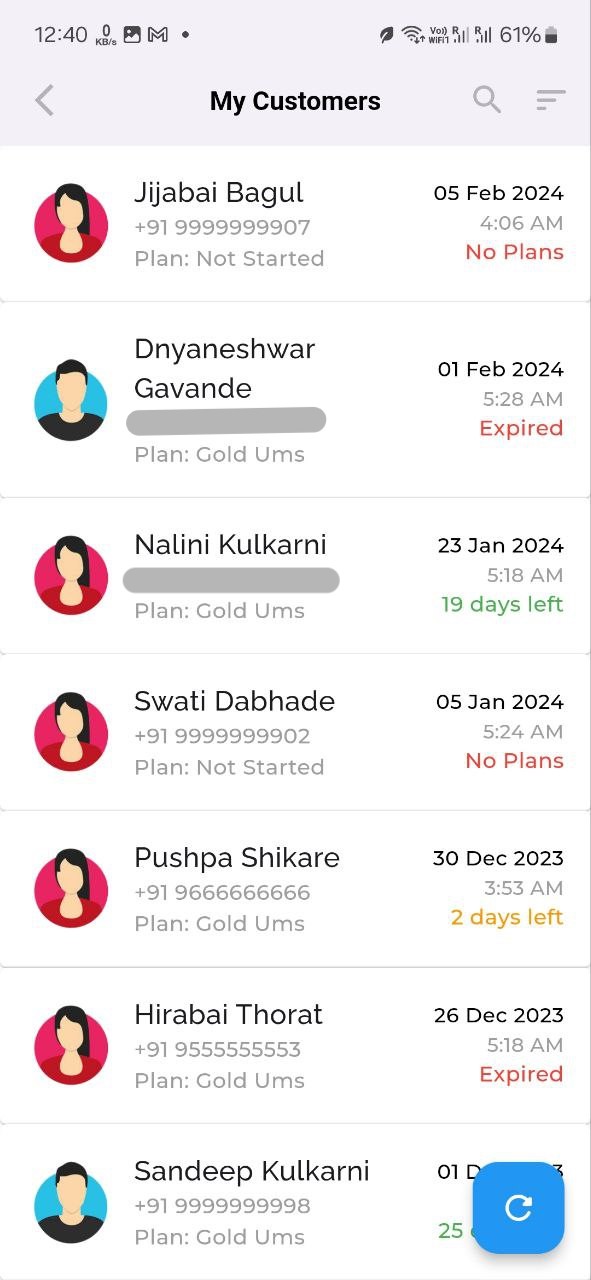 12:40 0 KB/s Vo)) WiFi1 R R 61%
My Customers
Jijabai Bagul
05 Feb 2024
+91 9999999907
4:06 AM
Plan: Not Started
No Plans
Dnyaneshwar
Gavande
01 Feb 2024
5:28 AM
Plan: Gold Ums
Expired
Nalini Kulkarni
23 Jan 2024
5:18 AM
Plan: Gold Ums
19 days left
Swati Dabhade
05 Jan 2024
+91 9999999902
5:24 AM
Plan: Not Started
No Plans
Pushpa Shikare
30 Dec 2023
+91 9666666666
3:53 AM
Plan: Gold Ums
2 days left
Hirabai Thorat
26 Dec 2023
+91 9555555553
5:18 AM
Plan: Gold Ums
Expired
Sandeep Kulkarni
01
+91 9999999998
Plan: Gold Ums
25